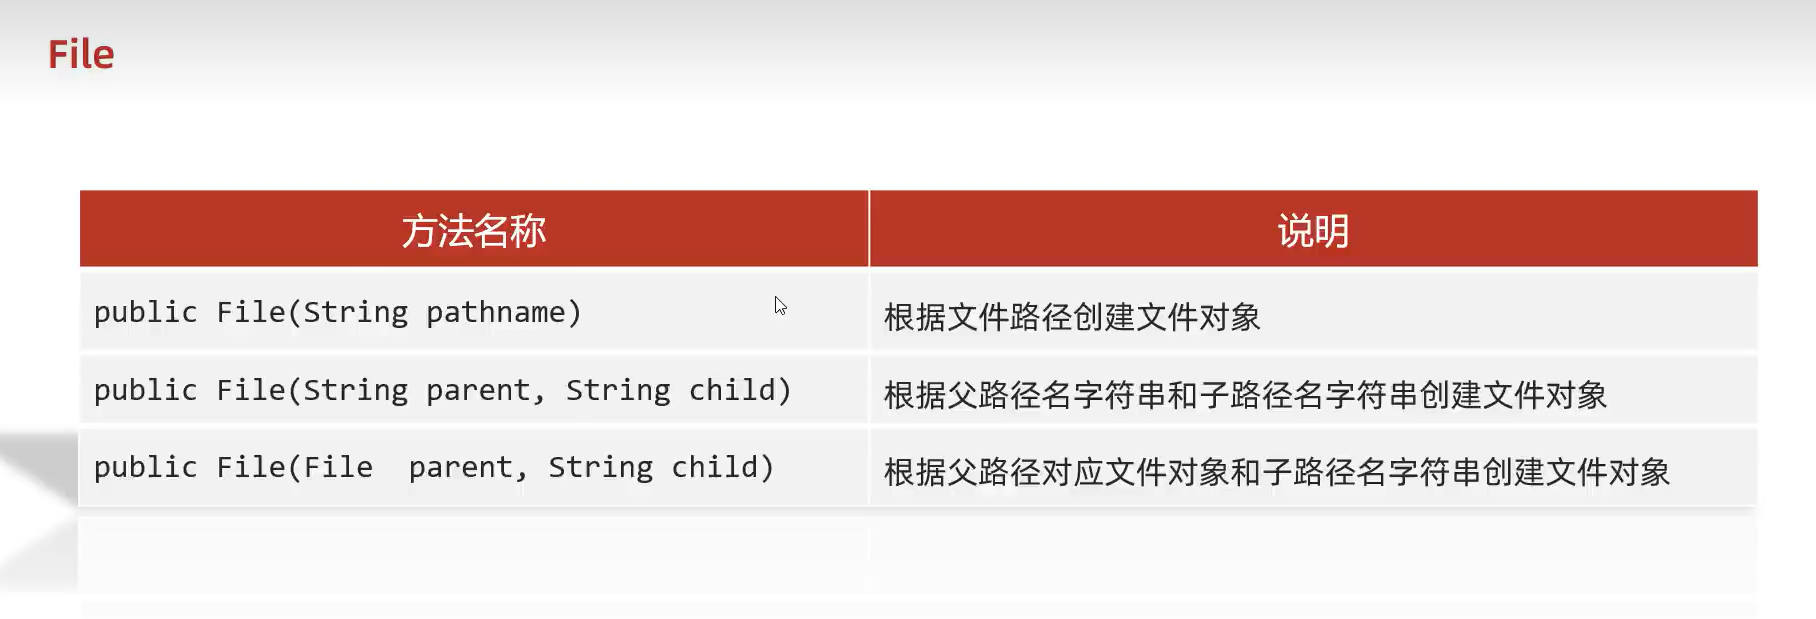 File
方法名称 说明
public File(String pathname) 根据文件路径创建文件对象
public File(String parent, String child) 根据父路径名字符串和子路径名字符串创建文件对象
public File(File  parent, String child) 根据父路径对应文件对象和子路径名字符串创建文件对象